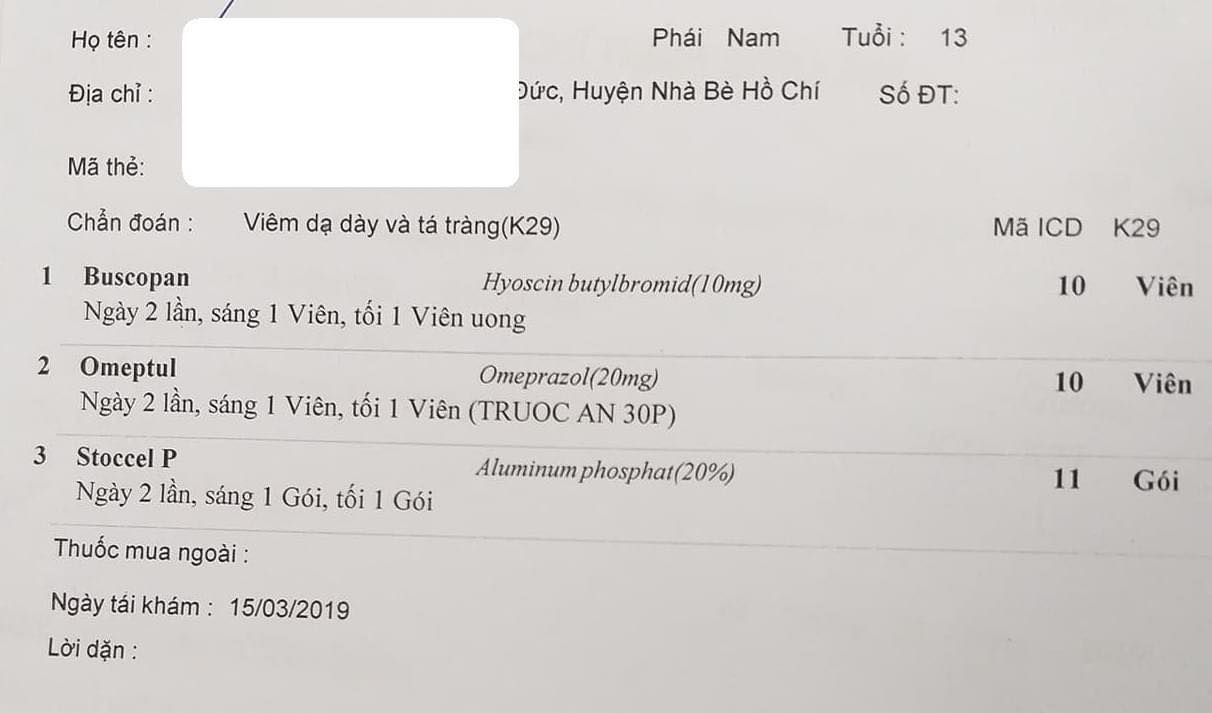 Họ tên : Phái Nam Tuổi : 13
Địa chỉ : Đức, Huyện Nhà Bè Hồ Chí Số ĐT:
Mã thẻ:
Chẩn đoán : Viêm dạ dày và tá tràng(K29) Mã ICD K29
1 Buscopan Hyoscin butylbromid(10mg) 10 Viên
Ngày 2 lần, sáng 1 Viên, tối 1 Viên uong
2 Omeptul Omeprazol(20mg) 10 Viên
Ngày 2 lần, sáng 1 Viên, tối 1 Viên (TRUOC AN 30P)
3 Stoccel P Aluminum phosphat(20%) 11 Gói
Ngày 2 lần, sáng 1 Gói, tối 1 Gói
Thuốc mua ngoài :
Ngày tái khám : 15/03/2019
Lời dặn :